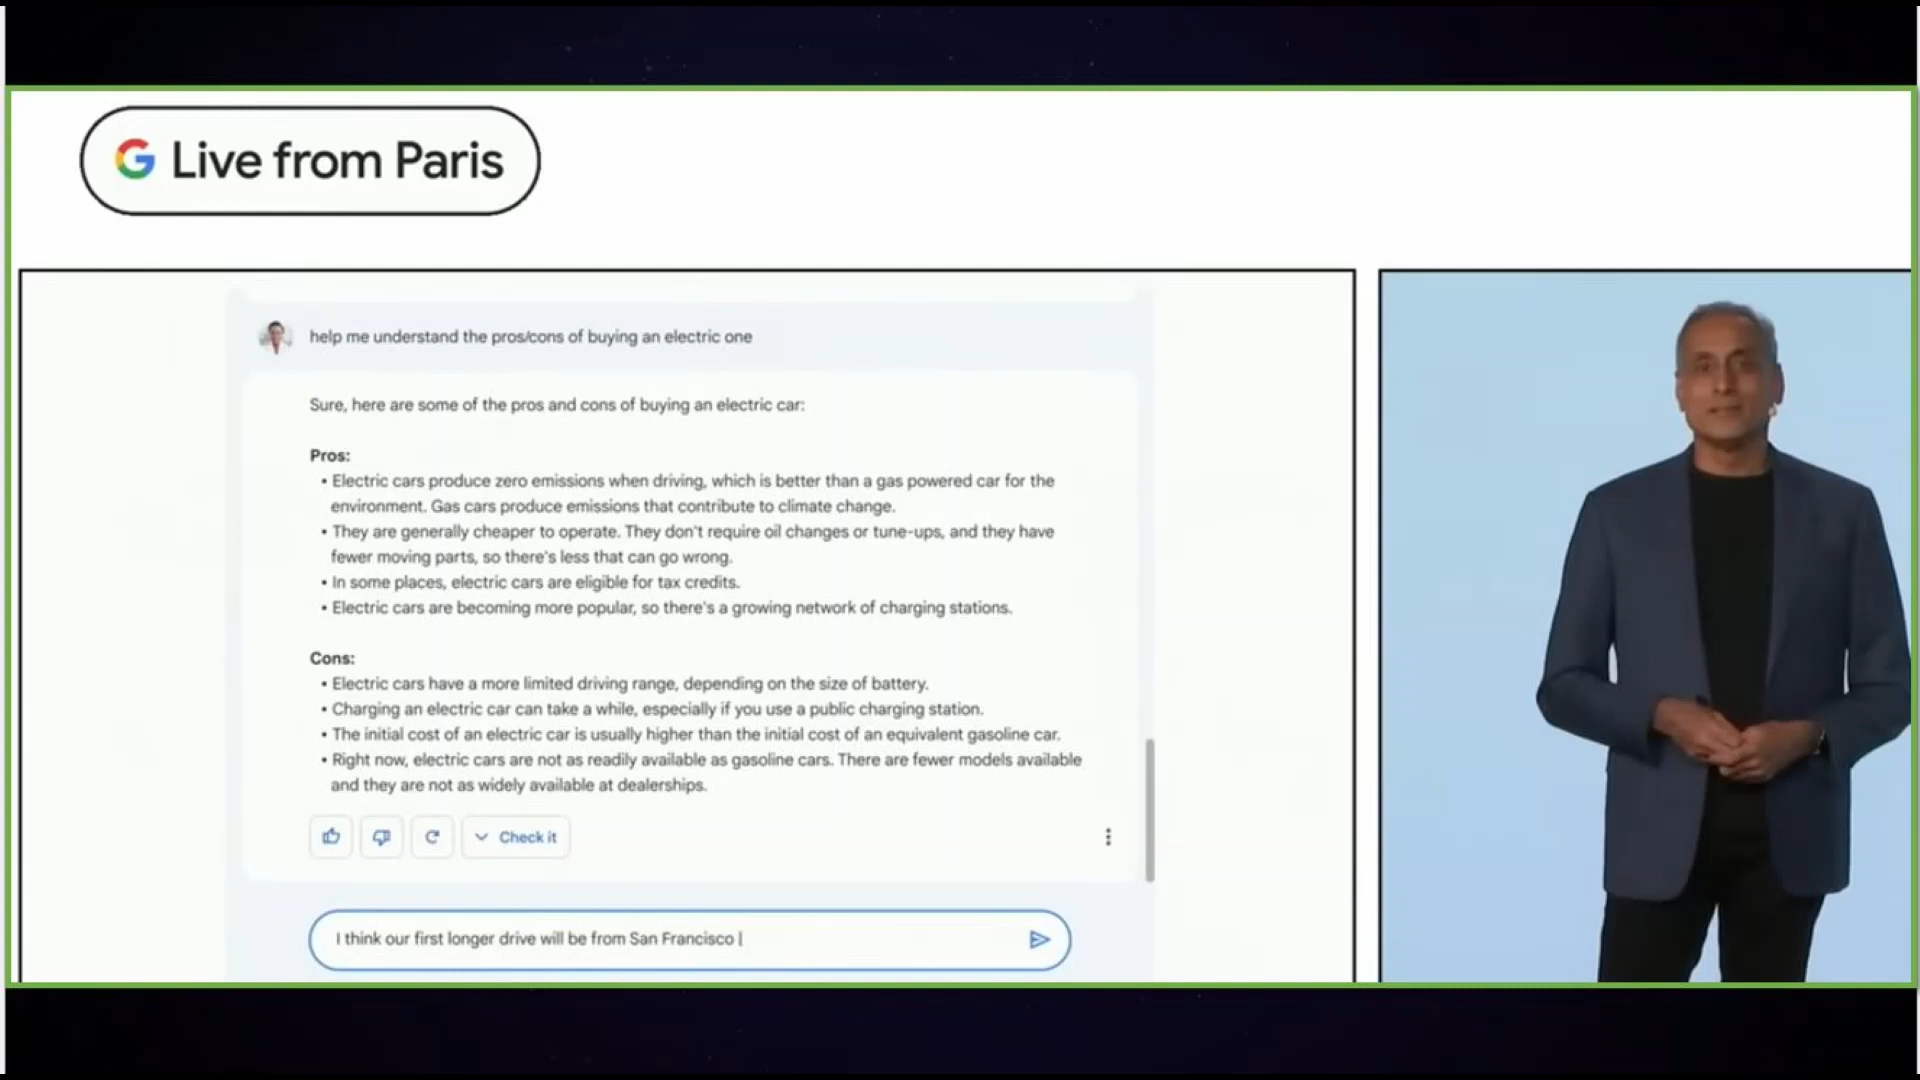 Live from Paris
help me understand the pros/cons of buying an electric one
Sure, here are some of the pros and cons of buying an electric car:
Pros:
• Electric cars produce zero emissions when driving, which is better than a gas powered car for the
environment. Gas cars produce emissions that contribute to climate change.
• They are generally cheaper to operate. They don't require oil changes or tune-ups, and they have
fewer moving parts, so there's less that can go wrong.
• In some places, electric cars are eligible for tax credits.
• Electric cars are becoming more popular, so there's a growing network of charging stations.
Cons:
• Electric cars have a more limited driving range, depending on the size of battery.
• Charging an electric car can take a while, especially if you use a public charging station.
• The initial cost of an electric car is usually higher than the initial cost of an equivalent gasoline car.
• Right now, electric cars are not as readily available as gasoline cars. There are fewer models available
and they are not as widely available at dealerships.
Check it
I think our first longer drive will be from San Francisco